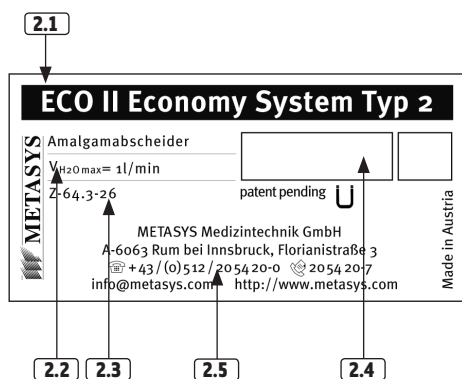 2.1
ECO II Economy System Typ 2
METASYS
Amalgamabscheider
VH2O max= 1l/min
Z-64.3-26
patent pending Ü
Made in Austria
METASYS Medizintechnik GmbH
A-6063 Rum bei Innsbruck, Florianistraße 3
☏ +43/(0)512/205420-0 205420-7
info@metasys.com http://www.metasys.com
2.2 2.3 2.5 2.4